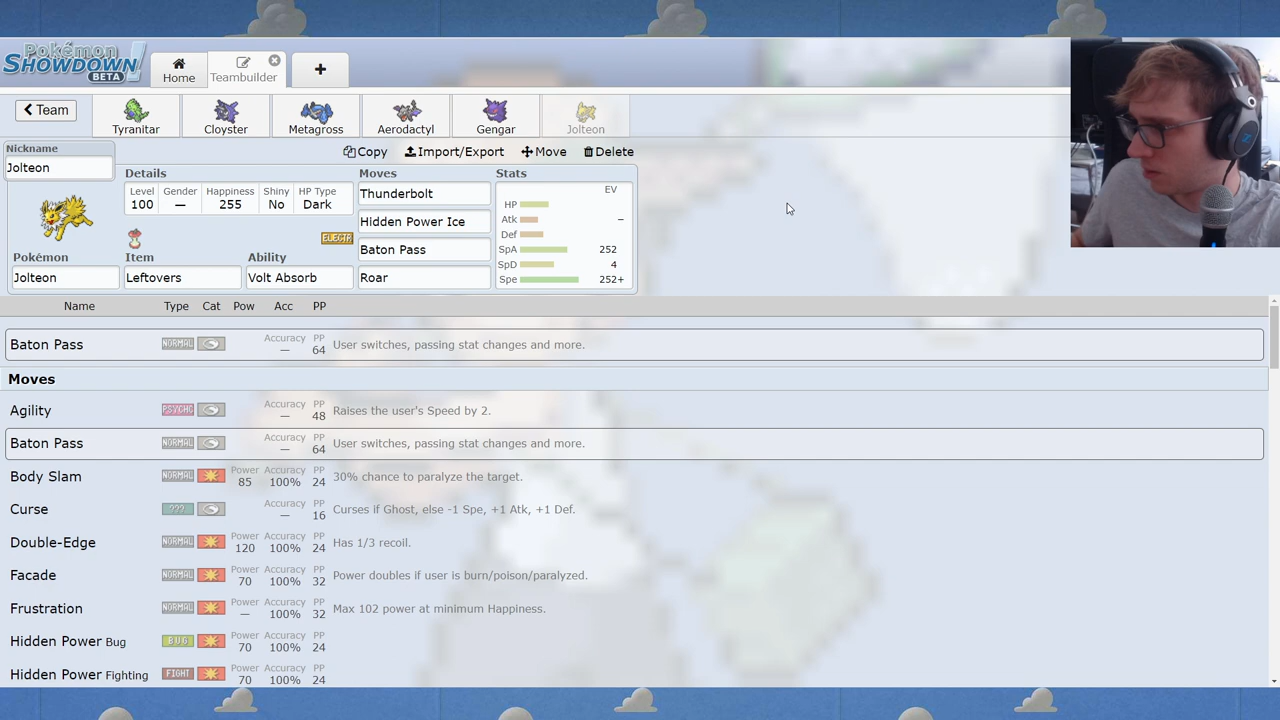 Pokémon
SHOWDOWN!
BETA
Home
Teambuilder
Team
Tyranitar
Cloyster
Metagross
Aerodactyl
Gengar
Jolteon
Nickname
Jolteon
Copy
Import/Export
Move
Delete
Details
Level
100
Gender
—
Happiness
255
Shiny
No
HP Type
Dark
ELECTR
Pokémon
Jolteon
Item
Leftovers
Ability
Volt Absorb
Moves
Thunderbolt
Hidden Power Ice
Baton Pass
Roar
Stats
EV
HP
Atk –
Def
SpA 252
SpD 4
Spe 252+
Name Type Cat Pow Acc PP
Baton Pass NORMAL Accuracy — PP 64 User switches, passing stat changes and more.
Moves
Agility PSYCHC Accuracy — PP 48 Raises the user's Speed by 2.
Baton Pass NORMAL Accuracy — PP 64 User switches, passing stat changes and more.
Body Slam NORMAL Power 85 Accuracy 100% PP 24 30% chance to paralyze the target.
Curse ??? Accuracy — PP 16 Curses if Ghost, else -1 Spe, +1 Atk, +1 Def.
Double-Edge NORMAL Power 120 Accuracy 100% PP 24 Has 1/3 recoil.
Facade NORMAL Power 70 Accuracy 100% PP 32 Power doubles if user is burn/poison/paralyzed.
Frustration NORMAL Power — Accuracy 100% PP 32 Max 102 power at minimum Happiness.
Hidden Power Bug BUG Power 70 Accuracy 100% PP 24
Hidden Power Fighting FIGHT Power 70 Accuracy 100% PP 24